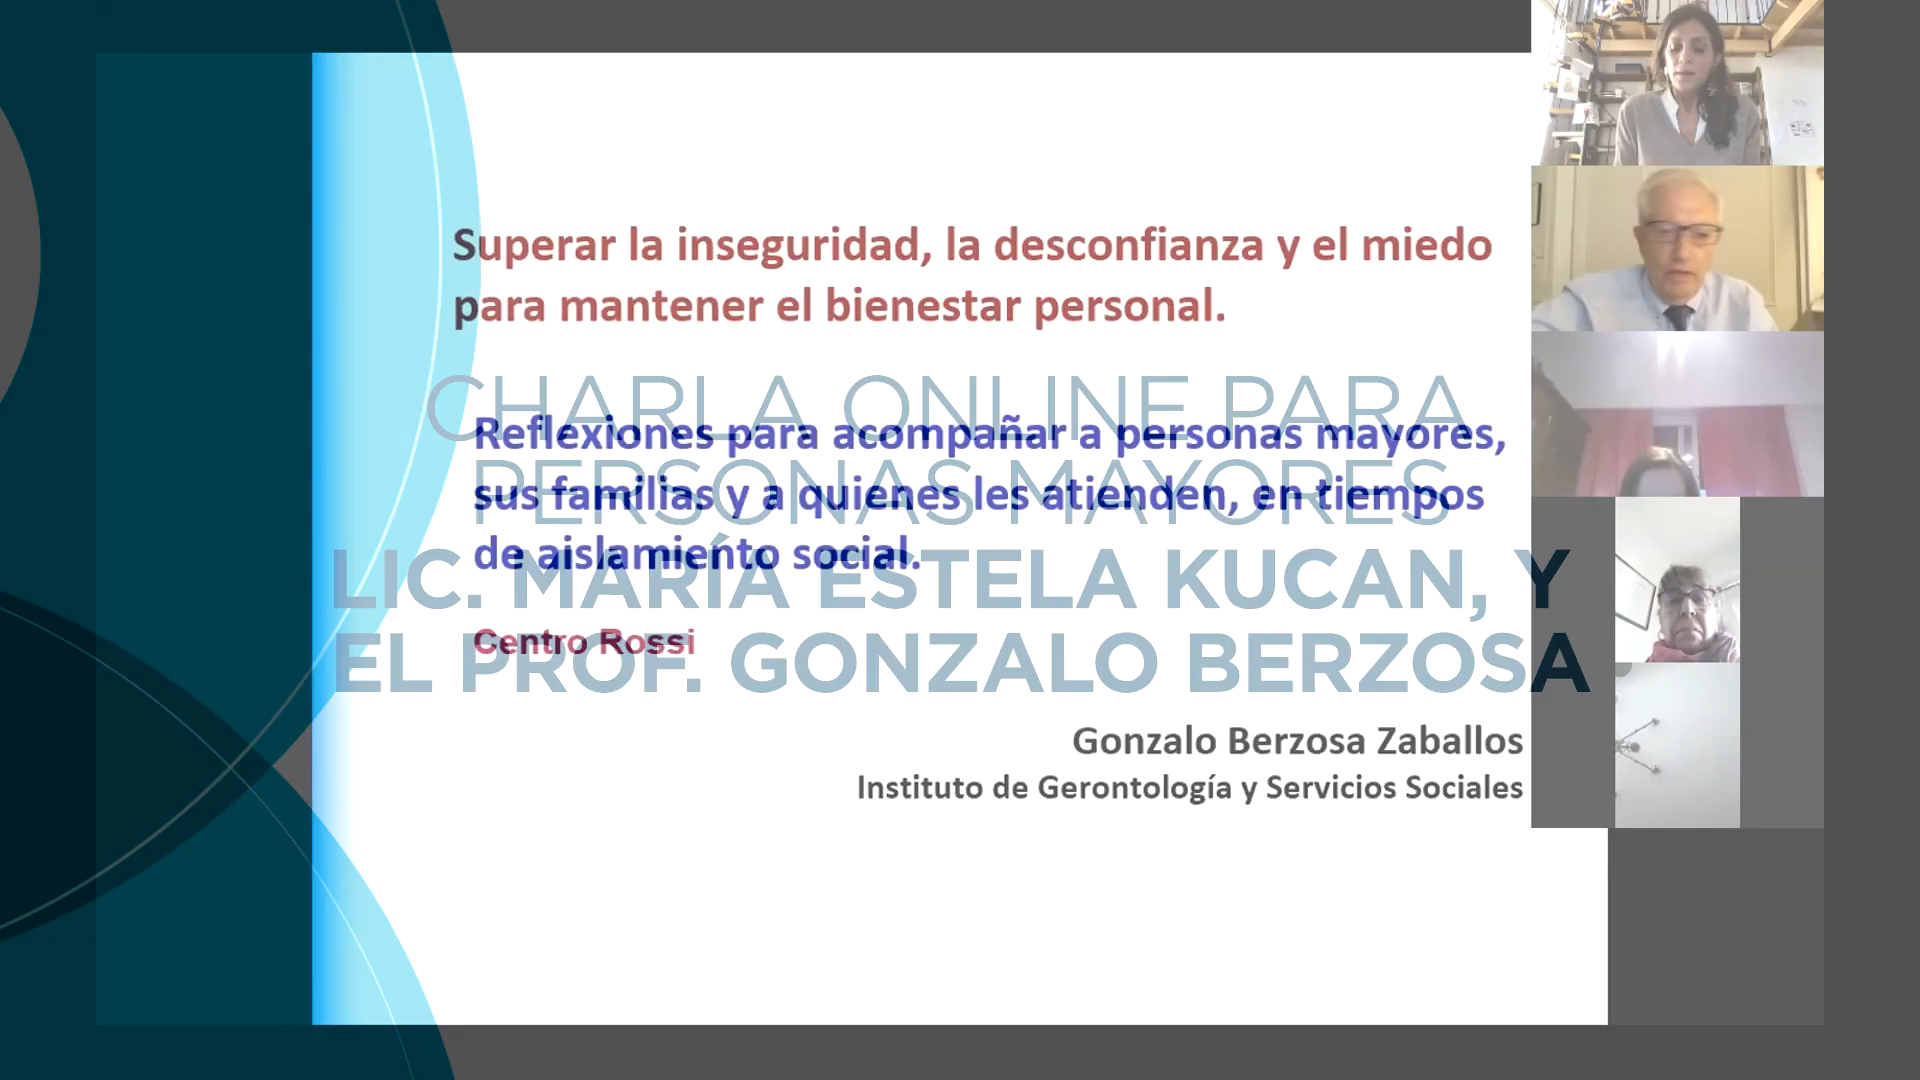 Superar la inseguridad, la desconfianza y el miedo
para mantener el bienestar personal.
CHARLA ONLINE PARA
Reflexiones para acompañar a personas mayores,
PERSONAS MAYORES
sus familias y a quienes les atienden, en tiempos
de aislamiento social.
LIC. MARÍA ESTELA KUCAN, Y
Centro Rossi
EL PROF. GONZALO BERZOSA
Gonzalo Berzosa Zaballos
Instituto de Gerontología y Servicios Sociales